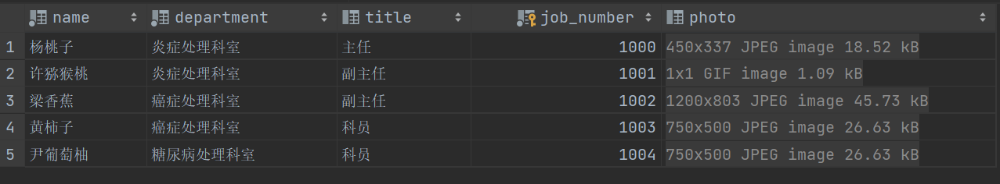 name department title job_number photo
1 杨桃子 炎症处理科室 主任 1000 450x337 JPEG image 18.52 kB
2 许猕猴桃 炎症处理科室 副主任 1001 1x1 GIF image 1.09 kB
3 梁香蕉 癌症处理科室 副主任 1002 1200x803 JPEG image 45.73 kB
4 黄柿子 癌症处理科室 科员 1003 750x500 JPEG image 26.63 kB
5 尹葡萄柚 糖尿病处理科室 科员 1004 750x500 JPEG image 26.63 kB